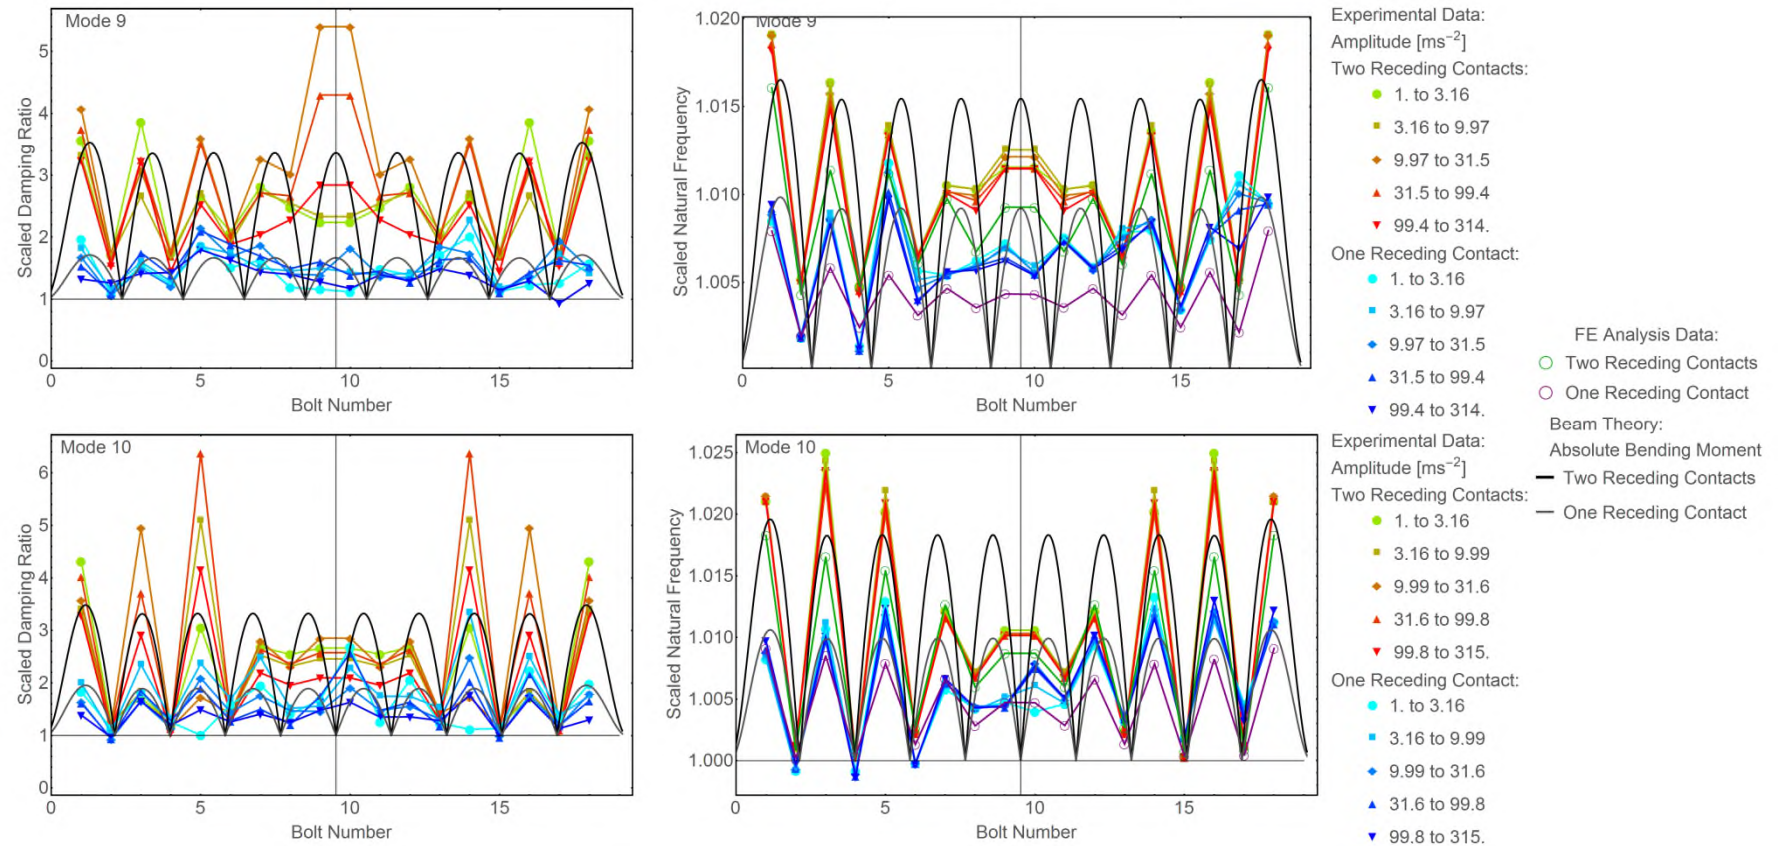 Mode 9
Scaled Damping Ratio
5
4
3
2
1
0
0
5
10
15
Bolt Number
Mode 9
Scaled Natural Frequency
1.020
1.015
1.010
1.005
0
5
10
15
Bolt Number
Experimental Data:
Amplitude [ms⁻²]
Two Receding Contacts:
1. to 3.16
3.16 to 9.97
9.97 to 31.5
31.5 to 99.4
99.4 to 314.
One Receding Contact:
1. to 3.16
3.16 to 9.97
9.97 to 31.5
31.5 to 99.4
99.4 to 314.
FE Analysis Data:
Two Receding Contacts
One Receding Contact
Beam Theory:
Absolute Bending Moment
Two Receding Contacts
One Receding Contact
Mode 10
Scaled Damping Ratio
6
5
4
3
2
1
0
0
5
10
15
Bolt Number
Mode 10
Scaled Natural Frequency
1.025
1.020
1.015
1.010
1.005
1.000
0
5
10
15
Bolt Number
Experimental Data:
Amplitude [ms⁻²]
Two Receding Contacts:
1. to 3.16
3.16 to 9.99
9.99 to 31.6
31.6 to 99.8
99.8 to 315.
One Receding Contact:
1. to 3.16
3.16 to 9.99
9.99 to 31.6
31.6 to 99.8
99.8 to 315.